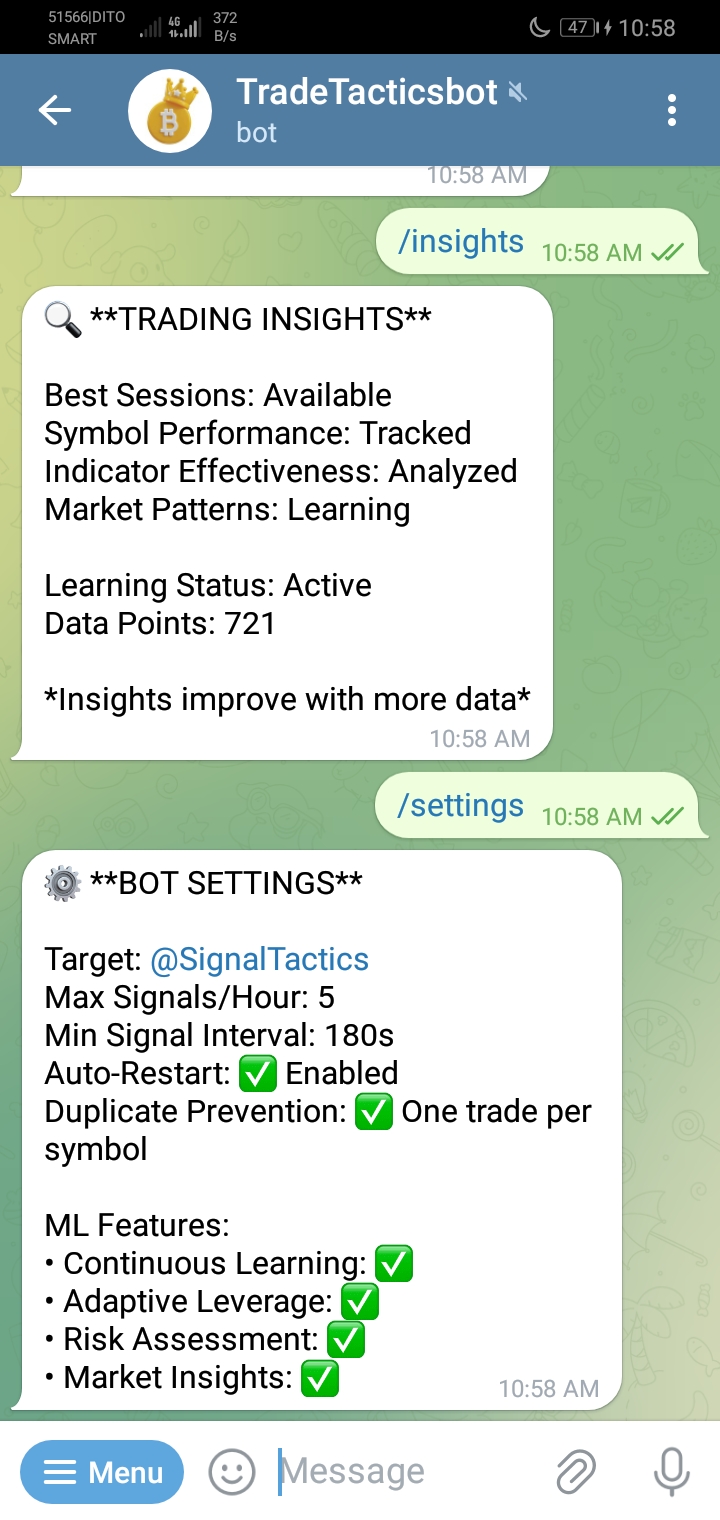 51566|DITO
SMART
4G
372
B/s
47
10:58
TradeTacticsbot
bot
10:58 AM
/insights 10:58 AM
🔍 **TRADING INSIGHTS**
Best Sessions: Available
Symbol Performance: Tracked
Indicator Effectiveness: Analyzed
Market Patterns: Learning
Learning Status: Active
Data Points: 721
*Insights improve with more data*
10:58 AM
/settings 10:58 AM
⚙️ **BOT SETTINGS**
Target: @SignalTactics
Max Signals/Hour: 5
Min Signal Interval: 180s
Auto-Restart: ✅ Enabled
Duplicate Prevention: ✅ One trade per
symbol
ML Features:
• Continuous Learning: ✅
• Adaptive Leverage: ✅
• Risk Assessment: ✅
• Market Insights: ✅
10:58 AM
Menu
Message